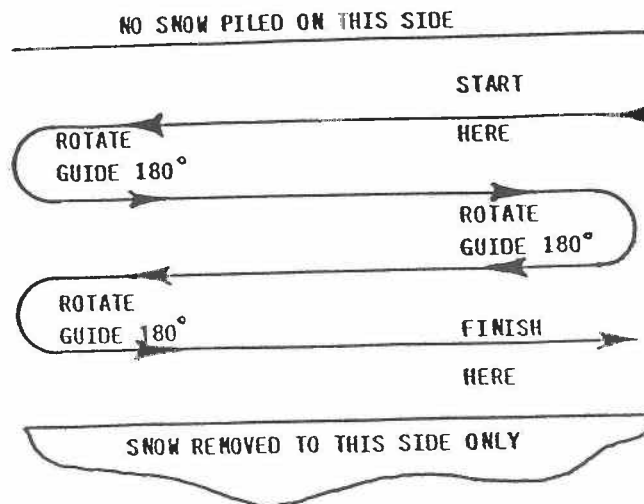 NO SNOW PILED ON THIS SIDE
START
HERE
ROTATE
GUIDE 180°
ROTATE
GUIDE 180°
ROTATE
GUIDE 180°
FINISH
HERE
SNOW REMOVED TO THIS SIDE ONLY